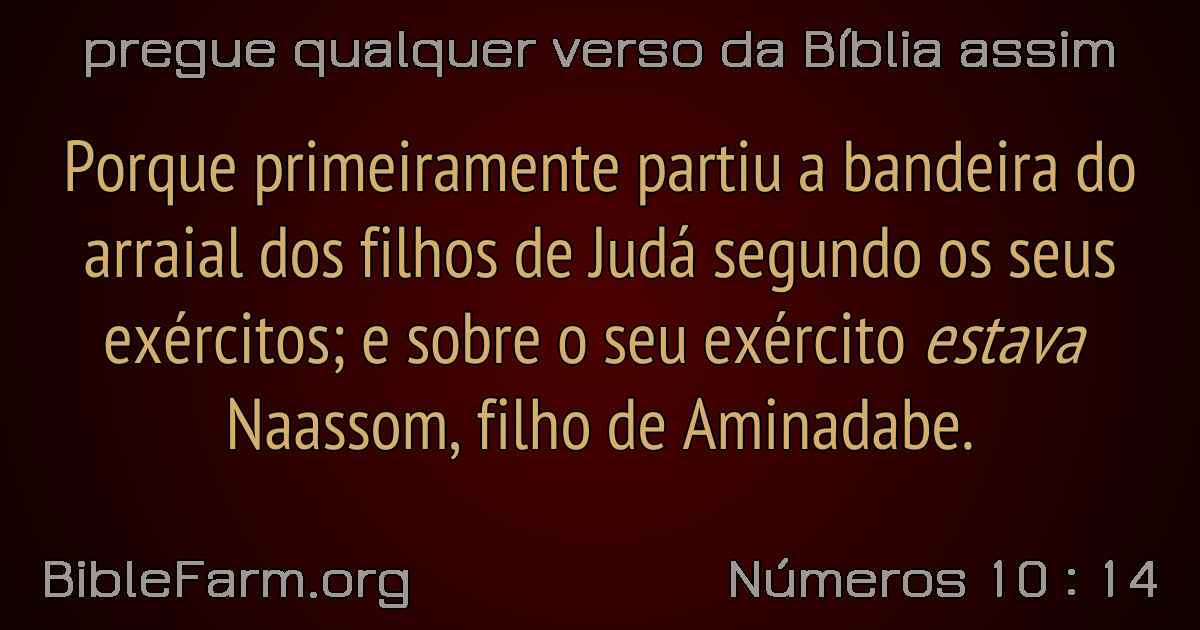 pregue qualquer verso da Bíblia assim
Porque primeiramente partiu a bandeira do
arraial dos filhos de Judá segundo os seus
exércitos; e sobre o seu exército estava
Naassom, filho de Aminadabe.
BibleFarm.org
Números 10 : 14